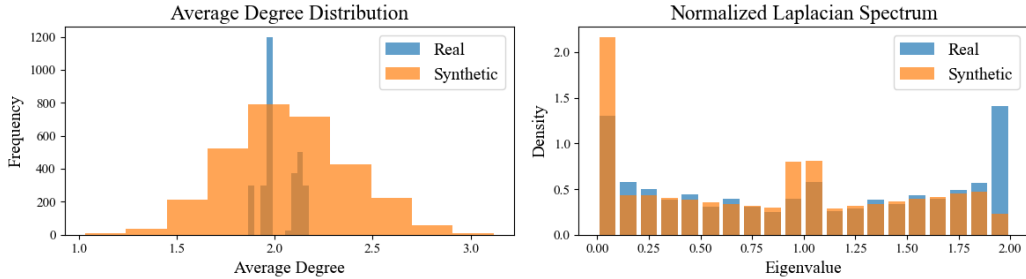 Average Degree Distribution
1200
1000
800
600
400
200
0
Frequency
1.0 1.5 2.0 2.5 3.0
Average Degree
Real
Synthetic
Normalized Laplacian Spectrum
2.0
1.5
1.0
0.5
0.0
Density
0.00 0.25 0.50 0.75 1.00 1.25 1.50 1.75 2.00
Eigenvalue
Real
Synthetic